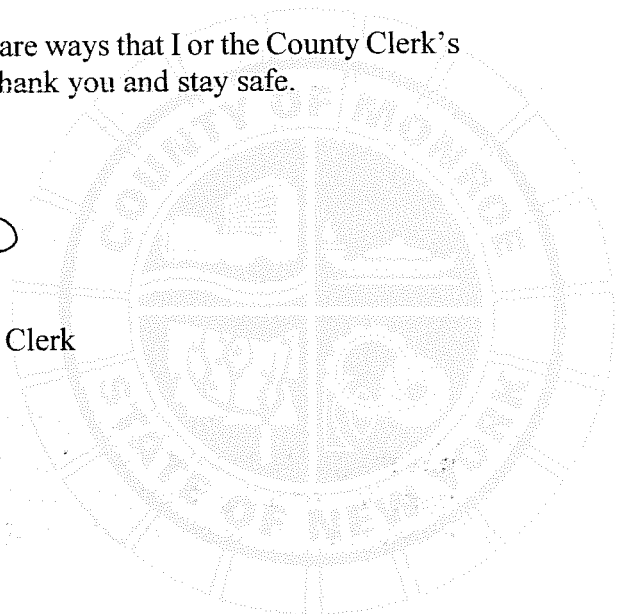 are ways that I or the County Clerk's
hank you and stay safe.
Clerk
COUNTY OF MONROE
STATE OF NEW YORK